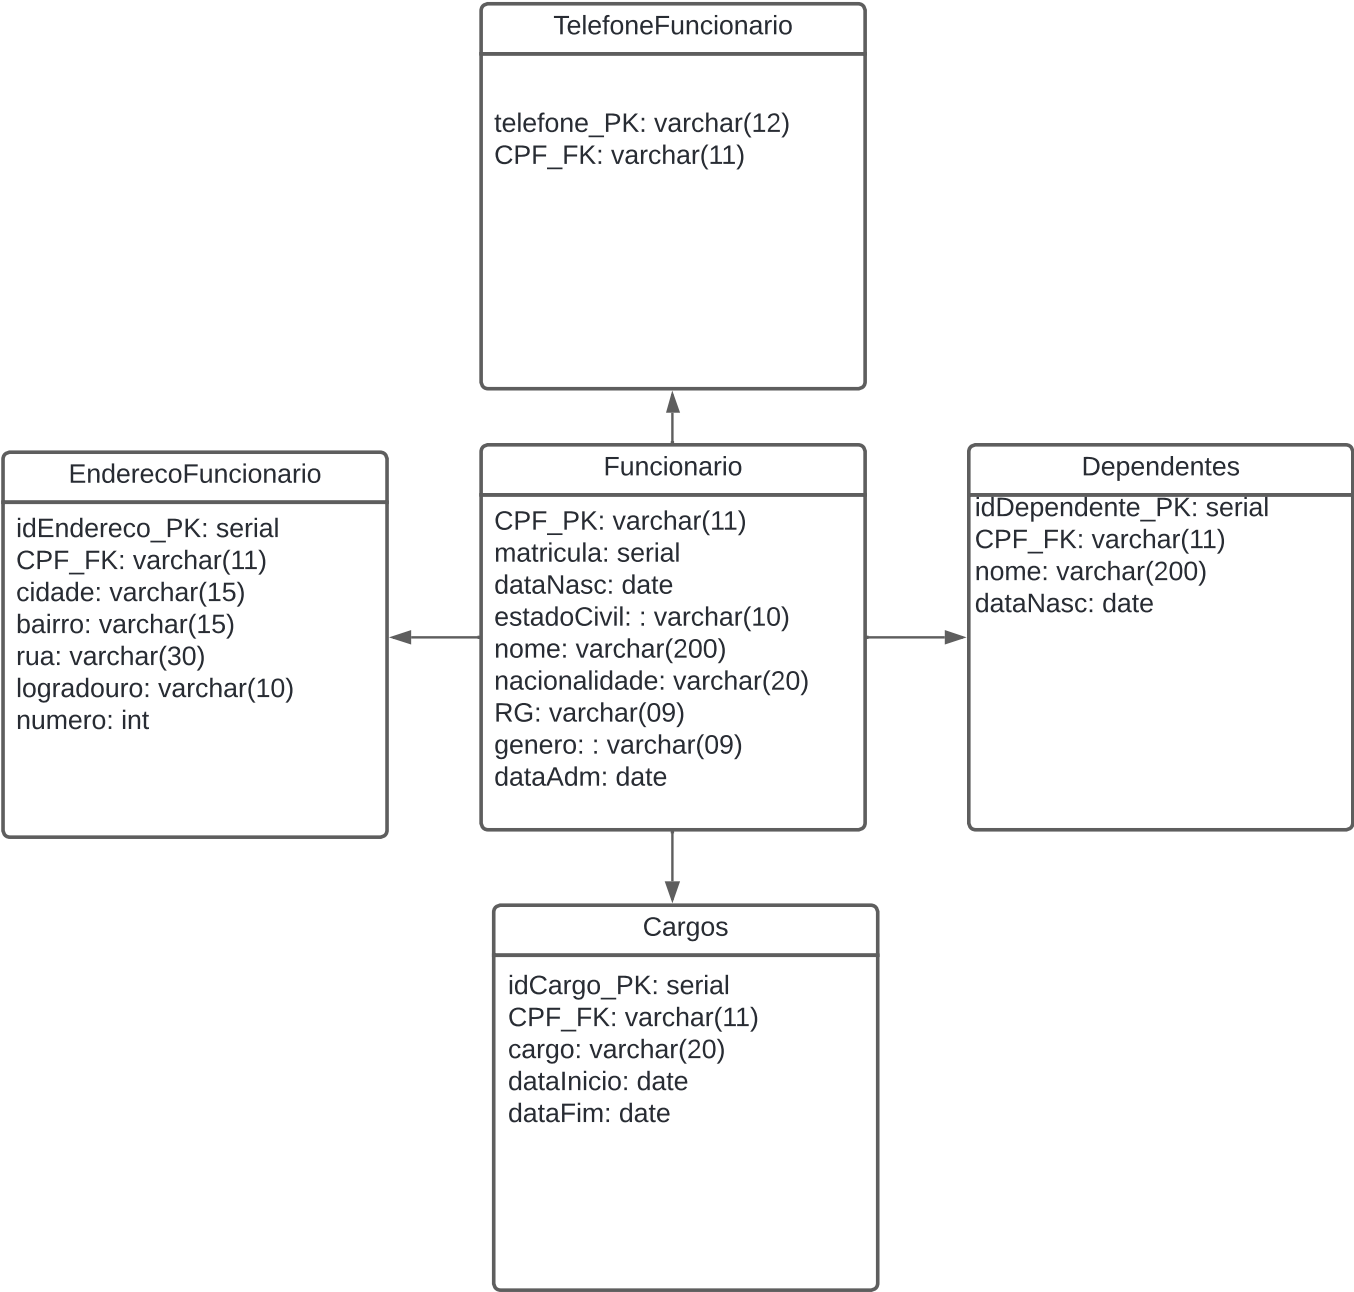 TelefoneFuncionario
telefone_PK: varchar(12)
CPF_FK: varchar(11)
EnderecoFuncionario
idEndereco_PK: serial
CPF_FK: varchar(11)
cidade: varchar(15)
bairro: varchar(15)
rua: varchar(30)
logradouro: varchar(10)
numero: int
Funcionario
CPF_PK: varchar(11)
matricula: serial
dataNasc: date
estadoCivil: : varchar(10)
nome: varchar(200)
nacionalidade: varchar(20)
RG: varchar(09)
genero: : varchar(09)
dataAdm: date
Dependentes
idDependente_PK: serial
CPF_FK: varchar(11)
nome: varchar(200)
dataNasc: date
Cargos
idCargo_PK: serial
CPF_FK: varchar(11)
cargo: varchar(20)
dataInicio: date
dataFim: date